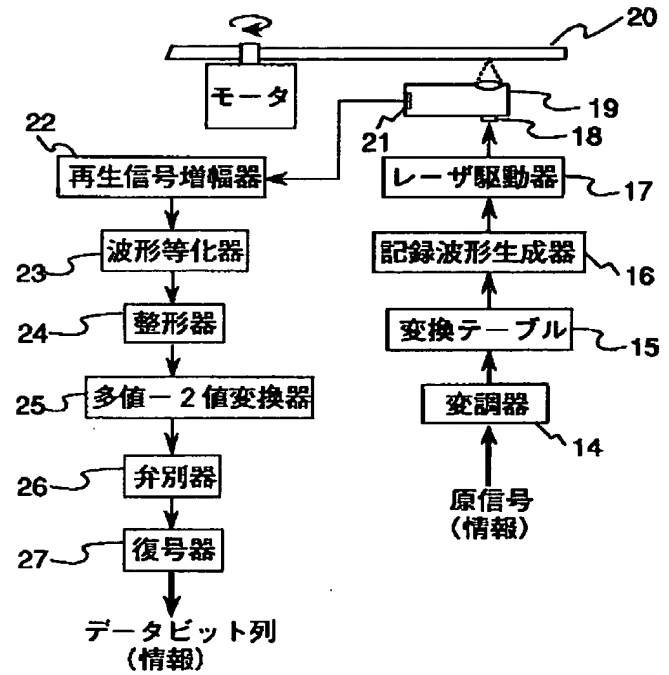 20
モータ
19
21
18
22
再生信号増幅器
レーザ駆動器
17
波形等化器
23
記録波形生成器
16
24
整形器
変換テーブル
15
25
多値－2値変換器
変調器
14
26
弁別器
原信号
(情報)
27
復号器
データビット列
(情報)